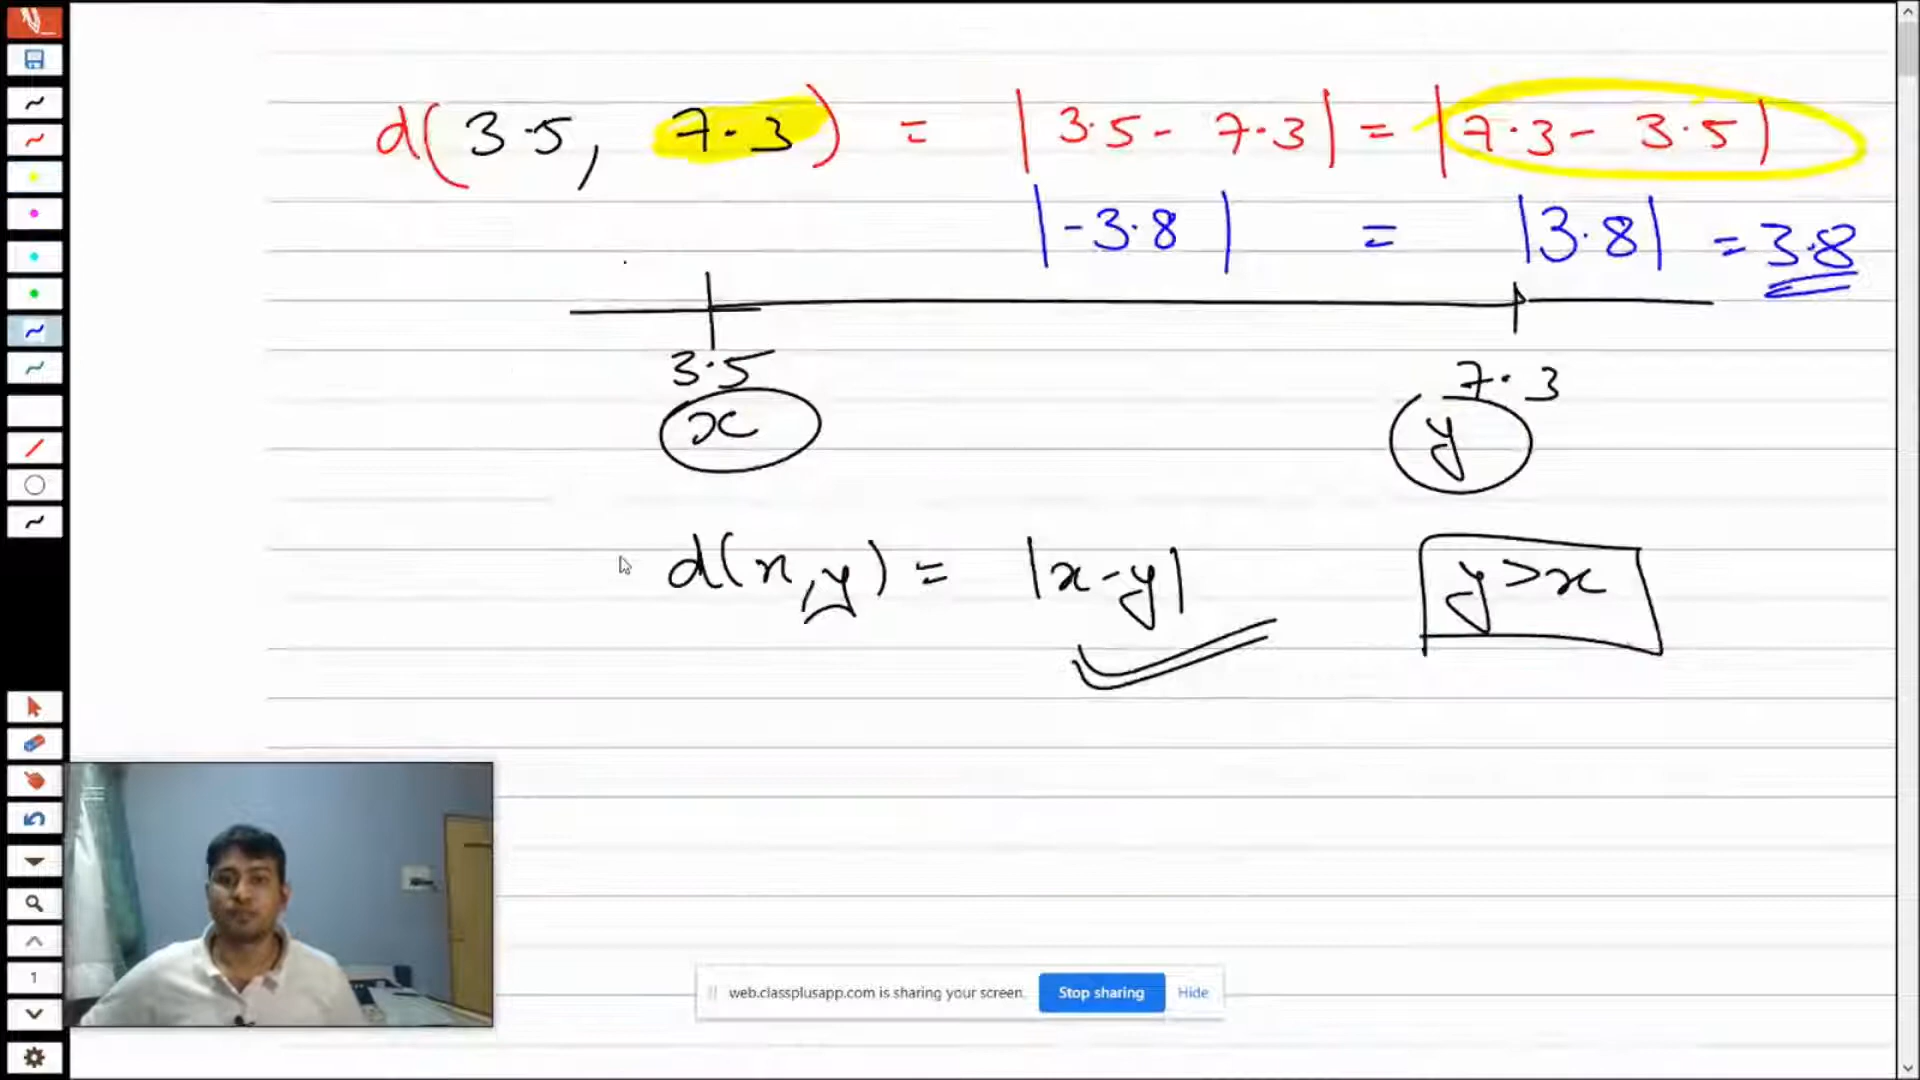 d(3.5, 7.3) = |3.5 - 7.3| = |7.3 - 3.5|
|-3.8| = |3.8| = 3.8
3.5 7.3
x y
d(x,y) = |x-y| y>x
1
web.classplusapp.com is sharing your screen. Stop sharing Hide